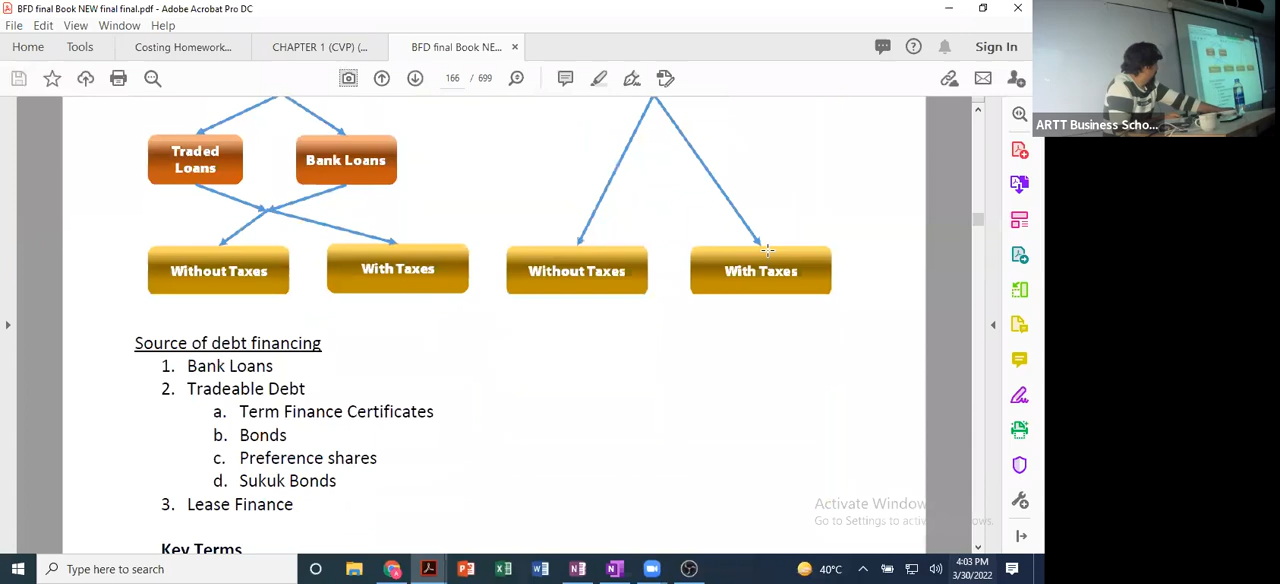 BFD final Book NEW final final.pdf - Adobe Acrobat Pro DC
File Edit View Window Help
Home Tools Costing Homework... CHAPTER 1 (CVP) (... BFD final Book NE... × Sign In
166 / 699
ARTT Business Scho...
Traded
Loans
Bank Loans
Without Taxes
With Taxes
Without Taxes
With Taxes
Source of debt financing
1. Bank Loans
2. Tradeable Debt
a. Term Finance Certificates
b. Bonds
c. Preference shares
d. Sukuk Bonds
3. Lease Finance
Key Terms
Activate Window
Go to Settings to activ ndows.
Type here to search
40°C
4:03 PM
3/30/2022